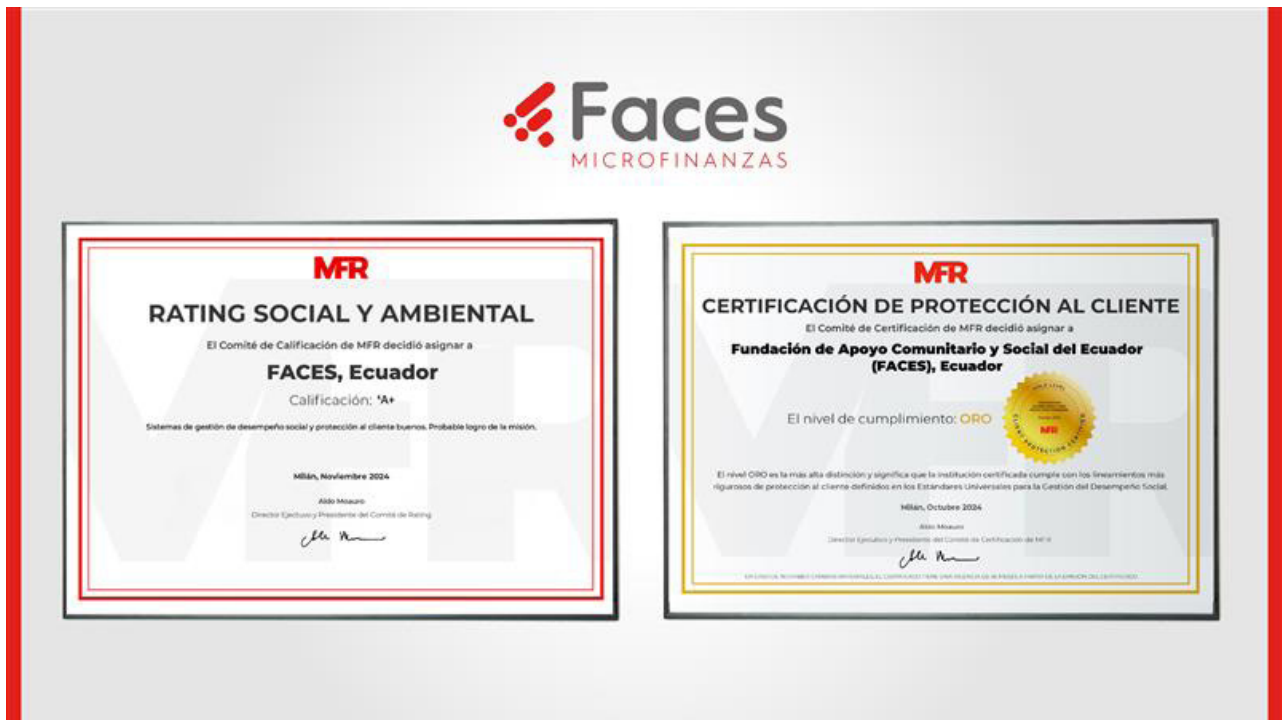 Faces
MICROFINANZAS
MFR
RATING SOCIAL Y AMBIENTAL
El Comité de Calificación de MFR decidió asignar a
FACES, Ecuador
Calificación: *A+
Sistemas de gestión de desempeño social y protección al cliente buenos. Probable logro de la misión.
Milán, Noviembre 2024
Aldo Moauro
Director Ejecutivo y Presidente del Comité de Rating
MFR
CERTIFICACIÓN DE PROTECCIÓN AL CLIENTE
El Comité de Certificación de MFR decidió asignar a
Fundación de Apoyo Comunitario y Social del Ecuador
(FACES), Ecuador
El nivel de cumplimiento: ORO
GOLD LEVEL
MFR
CLIENT PROTECTION CERTIFIED
El nivel ORO es la más alta distinción y significa que la institución certificada cumple con los lineamientos más
rigurosos de protección al cliente definidos en los Estándares Universales para la Gestión del Desempeño Social.
Milán, Octubre 2024
Aldo Moauro
Director Ejecutivo y Presidente del Comité de Certificación de MFR